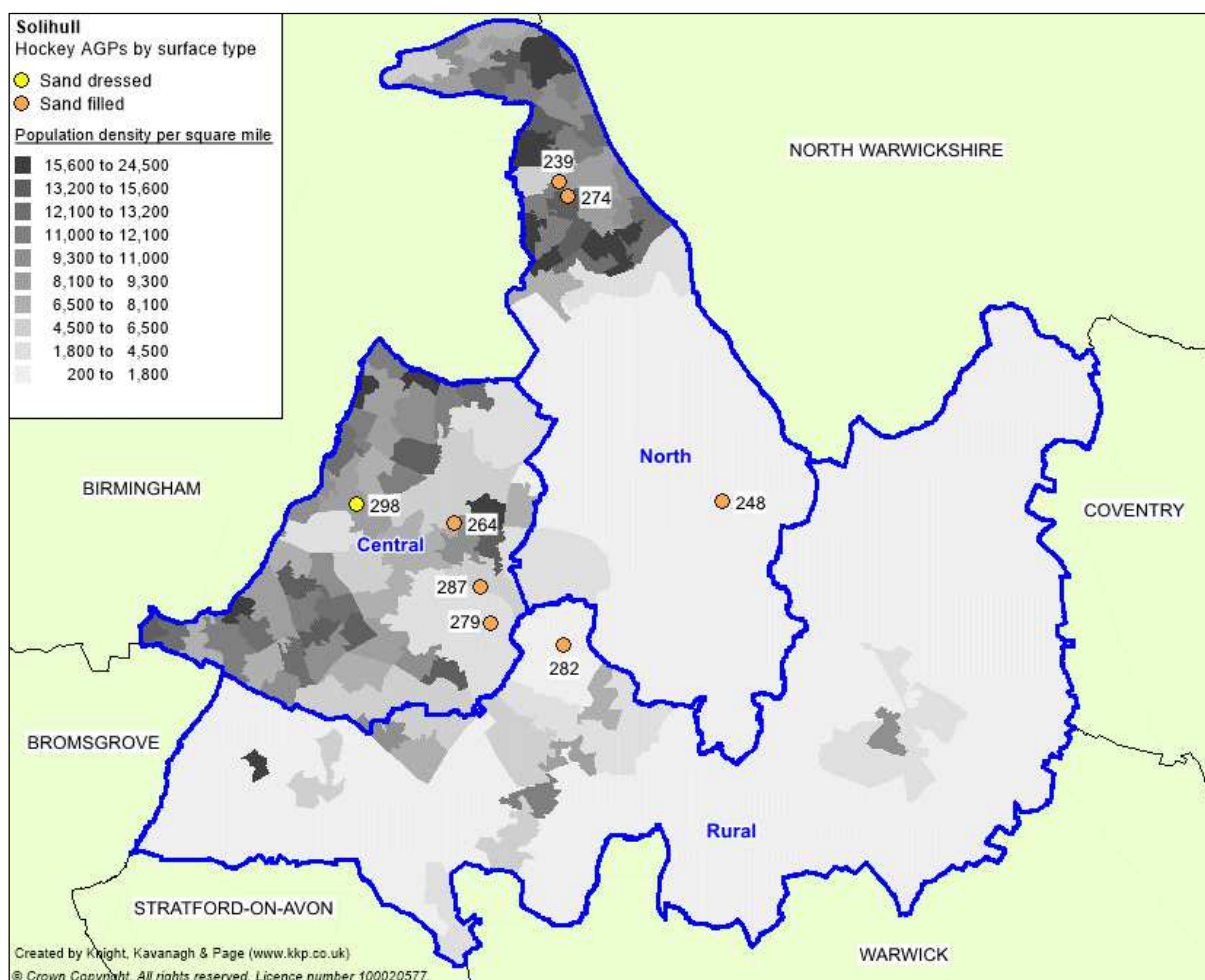 Solihull
Hockey AGPs by surface type
Sand dressed
Sand filled
Population density per square mile
15,600 to 24,500
13,200 to 15,600
12,100 to 13,200
11,000 to 12,100
9,300 to 11,000
8,100 to 9,300
6,500 to 8,100
4,500 to 6,500
1,800 to 4,500
200 to 1,800
NORTH WARWICKSHIRE
239
274
North
BIRMINGHAM
298
248
COVENTRY
264
Central
287
279
282
BROMSGROVE
Rural
STRATFORD-ON-AVON
WARWICK
Created by Knight, Kavanagh & Page (www.kkp.co.uk)
© Crown Copyright. All rights reserved. Licence number 100020577.